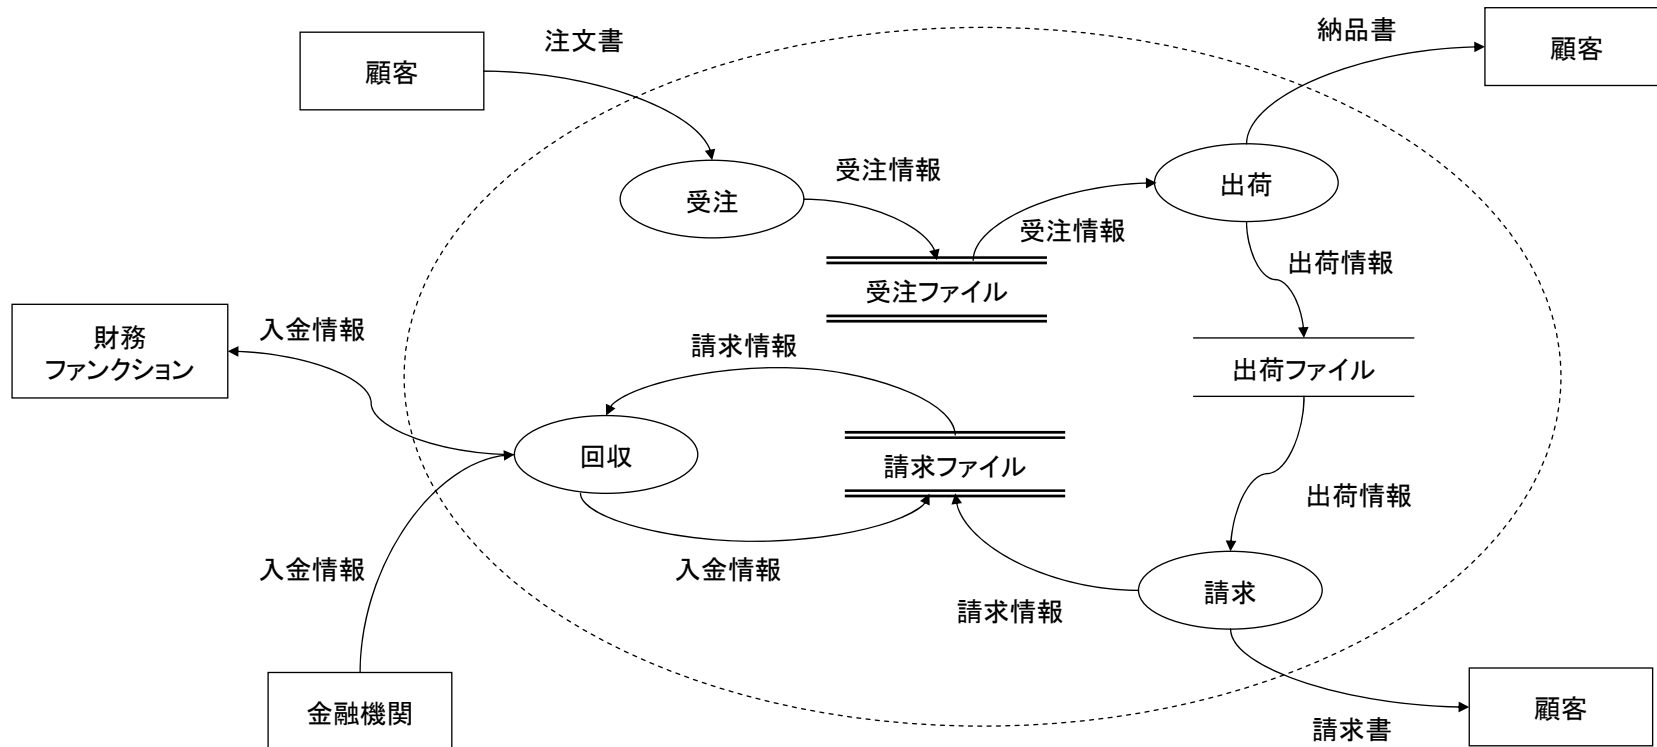 注文書
納品書
顧客
顧客
受注情報
出荷
受注
受注情報
出荷情報
受注ファイル
入金情報
財務
ファンクション
請求情報
出荷ファイル
回収
請求ファイル
出荷情報
入金情報
入金情報
請求情報
請求
金融機関
顧客
請求書